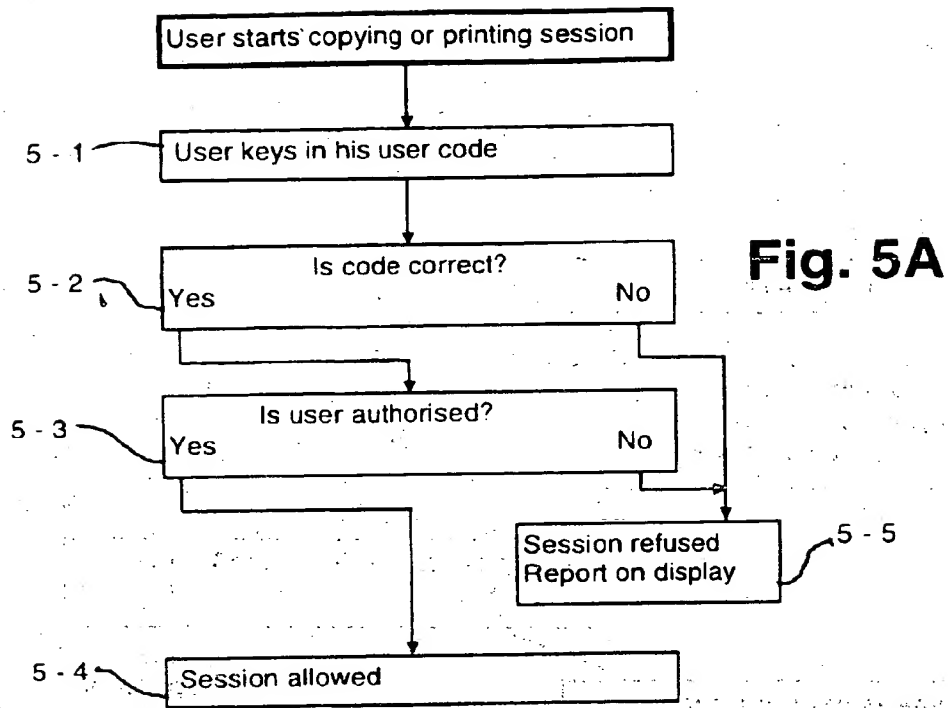 User starts copying or printing session
5 - 1
User keys in his user code
Is code correct?
5 - 2
Yes
No
Fig. 5A
Is user authorised?
5 - 3
Yes
No
Session refused
Report on display
5 - 5
5 - 4
Session allowed